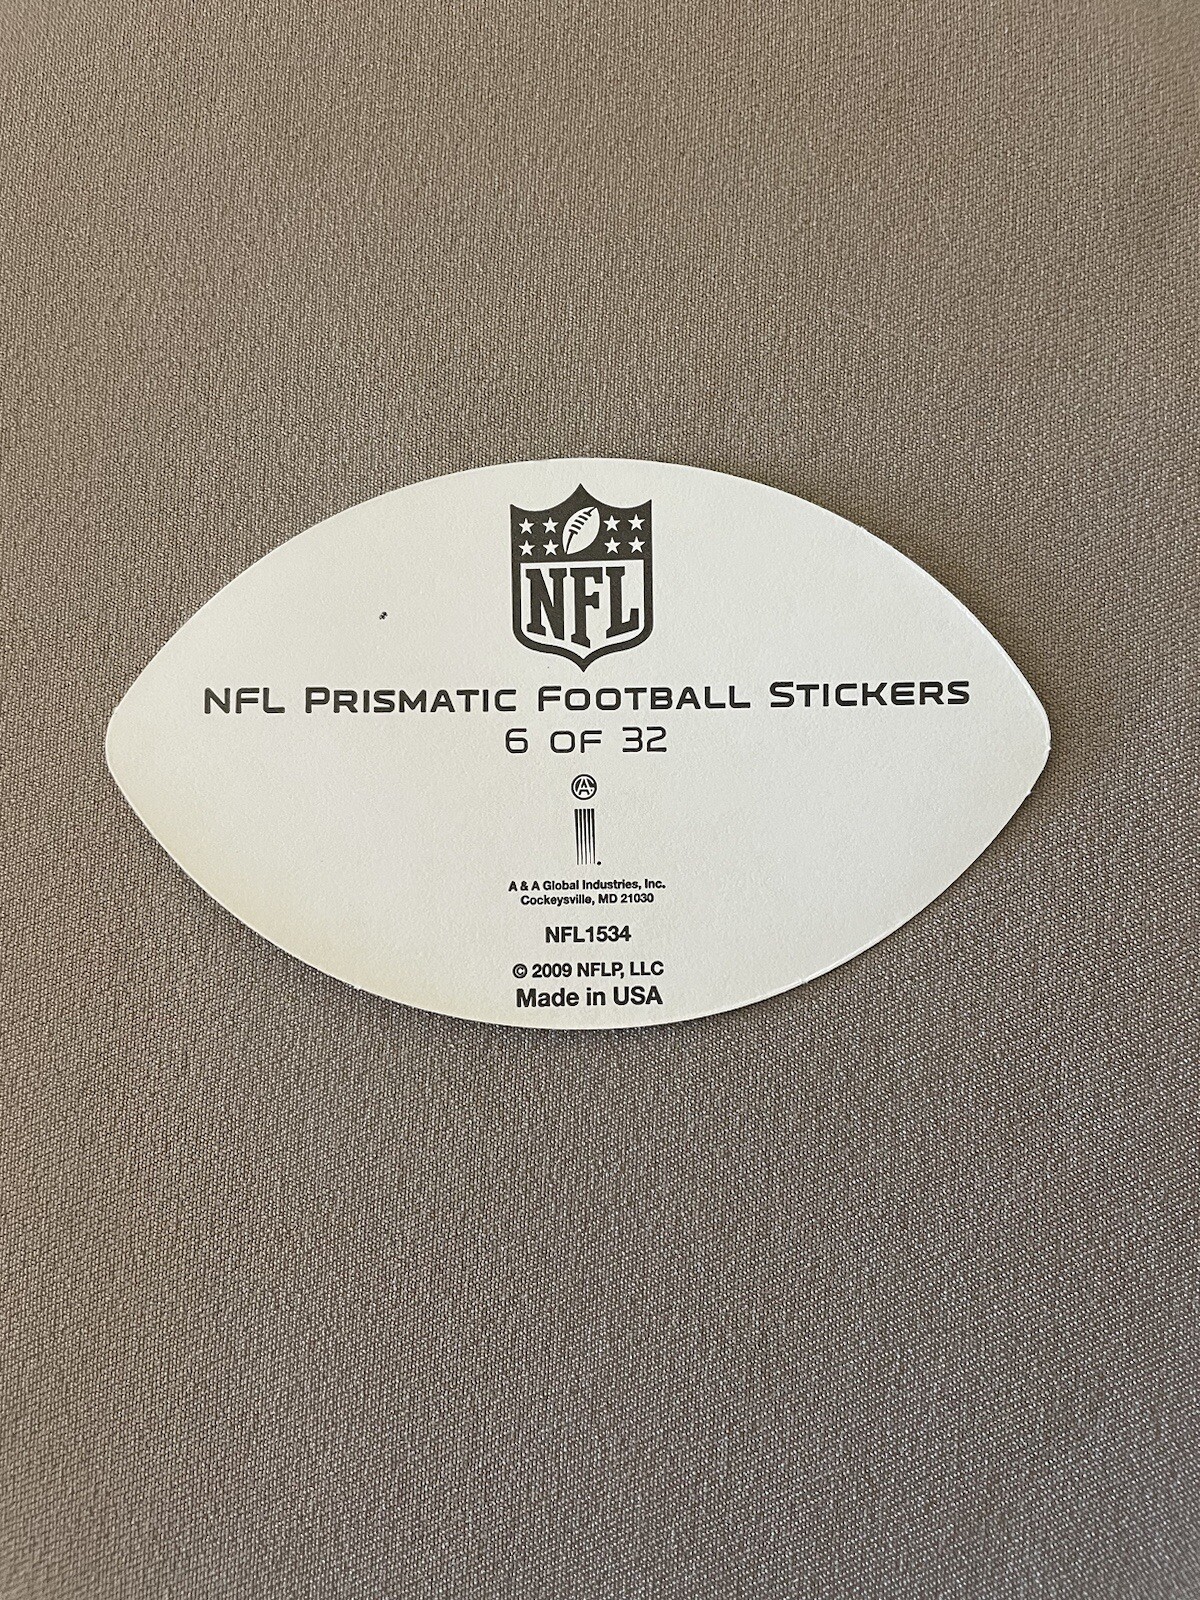 NFL
NFL PRISMATIC FOOTBALL STICKERS
6 OF 32
A
A & A Global Industries, Inc.
Cockeysville, MD 21030
NFL1534
© 2009 NFLP, LLC
Made in USA